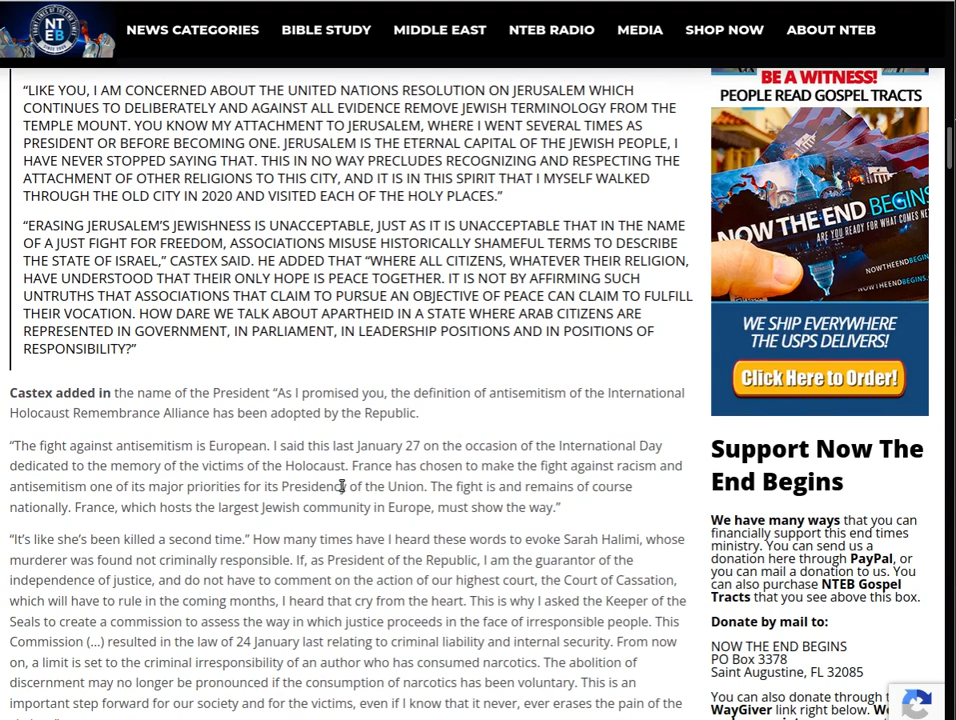 NT
EB
NEWS CATEGORIES
BIBLE STUDY
MIDDLE EAST
NTEB RADIO
MEDIA
SHOP NOW
ABOUT NTEB
“LIKE YOU, I AM CONCERNED ABOUT THE UNITED NATIONS RESOLUTION ON JERUSALEM WHICH
CONTINUES TO DELIBERATELY AND AGAINST ALL EVIDENCE REMOVE JEWISH TERMINOLOGY FROM THE
TEMPLE MOUNT. YOU KNOW MY ATTACHMENT TO JERUSALEM, WHERE I WENT SEVERAL TIMES AS
PRESIDENT OR BEFORE BECOMING ONE. JERUSALEM IS THE ETERNAL CAPITAL OF THE JEWISH PEOPLE, I
HAVE NEVER STOPPED SAYING THAT. THIS IN NO WAY PRECLUDES RECOGNIZING AND RESPECTING THE
ATTACHMENT OF OTHER RELIGIONS TO THIS CITY, AND IT IS IN THIS SPIRIT THAT I MYSELF WALKED
THROUGH THE OLD CITY IN 2020 AND VISITED EACH OF THE HOLY PLACES.”
“ERASING JERUSALEM’S JEWISHNESS IS UNACCEPTABLE, JUST AS IT IS UNACCEPTABLE THAT IN THE NAME
OF A JUST FIGHT FOR FREEDOM, ASSOCIATIONS MISUSE HISTORICALLY SHAMEFUL TERMS TO DESCRIBE
THE STATE OF ISRAEL,” CASTEX SAID. HE ADDED THAT “WHERE ALL CITIZENS, WHATEVER THEIR RELIGION,
HAVE UNDERSTOOD THAT THEIR ONLY HOPE IS PEACE TOGETHER. IT IS NOT BY AFFIRMING SUCH
UNTRUTHS THAT ASSOCIATIONS THAT CLAIM TO PURSUE AN OBJECTIVE OF PEACE CAN CLAIM TO FULFILL
THEIR VOCATION. HOW DARE WE TALK ABOUT APARTHEID IN A STATE WHERE ARAB CITIZENS ARE
REPRESENTED IN GOVERNMENT, IN PARLIAMENT, IN LEADERSHIP POSITIONS AND IN POSITIONS OF
RESPONSIBILITY?”
Castex added in the name of the President “As I promised you, the definition of antisemitism of the International
Holocaust Remembrance Alliance has been adopted by the Republic.
“The fight against antisemitism is European. I said this last January 27 on the occasion of the International Day
dedicated to the memory of the victims of the Holocaust. France has chosen to make the fight against racism and
antisemitism one of its major priorities for its Presidency of the Union. The fight is and remains of course
nationally. France, which hosts the largest Jewish community in Europe, must show the way.”
“It’s like she’s been killed a second time.” How many times have I heard these words to evoke Sarah Halimi, whose
murderer was found not criminally responsible. If, as President of the Republic, I am the guarantor of the
independence of justice, and do not have to comment on the action of our highest court, the Court of Cassation,
which will have to rule in the coming months, I heard that cry from the heart. This is why I asked the Keeper of the
Seals to create a commission to assess the way in which justice proceeds in the face of irresponsible people. This
Commission (...) resulted in the law of 24 January last relating to criminal liability and internal security. From now
on, a limit is set to the criminal irresponsibility of an author who has consumed narcotics. The abolition of
discernment may no longer be pronounced if the consumption of narcotics has been voluntary. This is an
important step forward for our society and for the victims, even if I know that it never, ever erases the pain of the
BE A WITNESS!
PEOPLE READ GOSPEL TRACTS
NOW THE END BEGINS
ARE YOU READY FOR WHAT COMES NE
NOWTHEENDBEGIN
WE SHIP EVERYWHERE
THE USPS DELIVERS!
Click Here to Order!
Support Now The
End Begins
We have many ways that you can
financially support this end times
ministry. You can send us a
donation here through PayPal, or
you can mail a donation to us. You
can also purchase NTEB Gospel
Tracts that you see above this box.
Donate by mail to:
NOW THE END BEGINS
PO Box 3378
Saint Augustine, FL 32085
You can also donate through t
WayGiver link right below. W